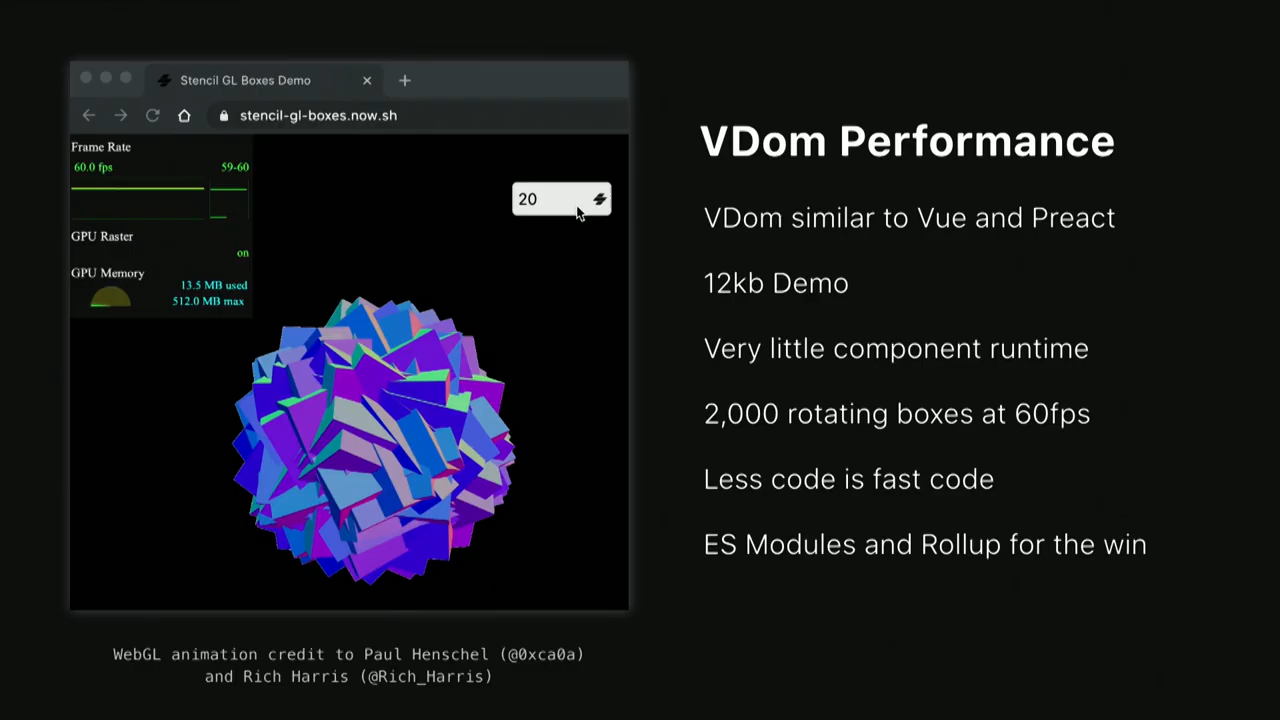 Stencil GL Boxes Demo
stencil-gl-boxes.now.sh
Frame Rate
60.0 fps 59-60
GPU Raster
on
GPU Memory
13.5 MB used
512.0 MB max
20
WebGL animation credit to Paul Henschel (@0xca0a)
and Rich Harris (@Rich_Harris)
VDom Performance
VDom similar to Vue and Preact
12kb Demo
Very little component runtime
2,000 rotating boxes at 60fps
Less code is fast code
ES Modules and Rollup for the win